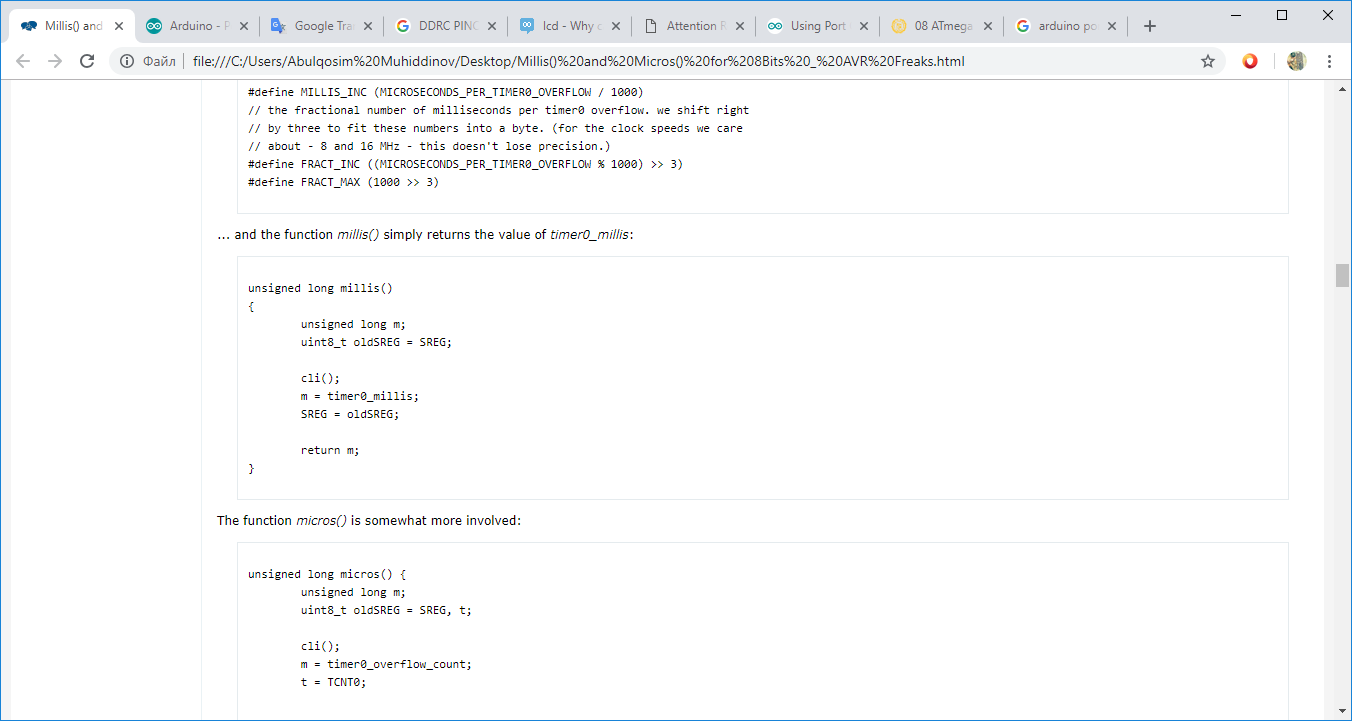 Millis() and
Arduino - P
Google Tra
DDRC PINC
lcd - Why c
Attention R
Using Port
08 ATmega
arduino po
Файл
file:///C:/Users/Abulqosim%20Muhiddinov/Desktop/Millis()%20and%20Micros()%20for%208Bits%20_%20AVR%20Freaks.html
#define MILLIS_INC (MICROSECONDS_PER_TIMER0_OVERFLOW / 1000)
// the fractional number of milliseconds per timer0 overflow. we shift right
// by three to fit these numbers into a byte. (for the clock speeds we care
// about - 8 and 16 MHz - this doesn't lose precision.)
#define FRACT_INC ((MICROSECONDS_PER_TIMER0_OVERFLOW % 1000) >> 3)
#define FRACT_MAX (1000 >> 3)
... and the function millis() simply returns the value of timer0_millis:
unsigned long millis()
{
unsigned long m;
uint8_t oldSREG = SREG;
cli();
m = timer0_millis;
SREG = oldSREG;
return m;
}
The function micros() is somewhat more involved:
unsigned long micros() {
unsigned long m;
uint8_t oldSREG = SREG, t;
cli();
m = timer0_overflow_count;
t = TCNT0;